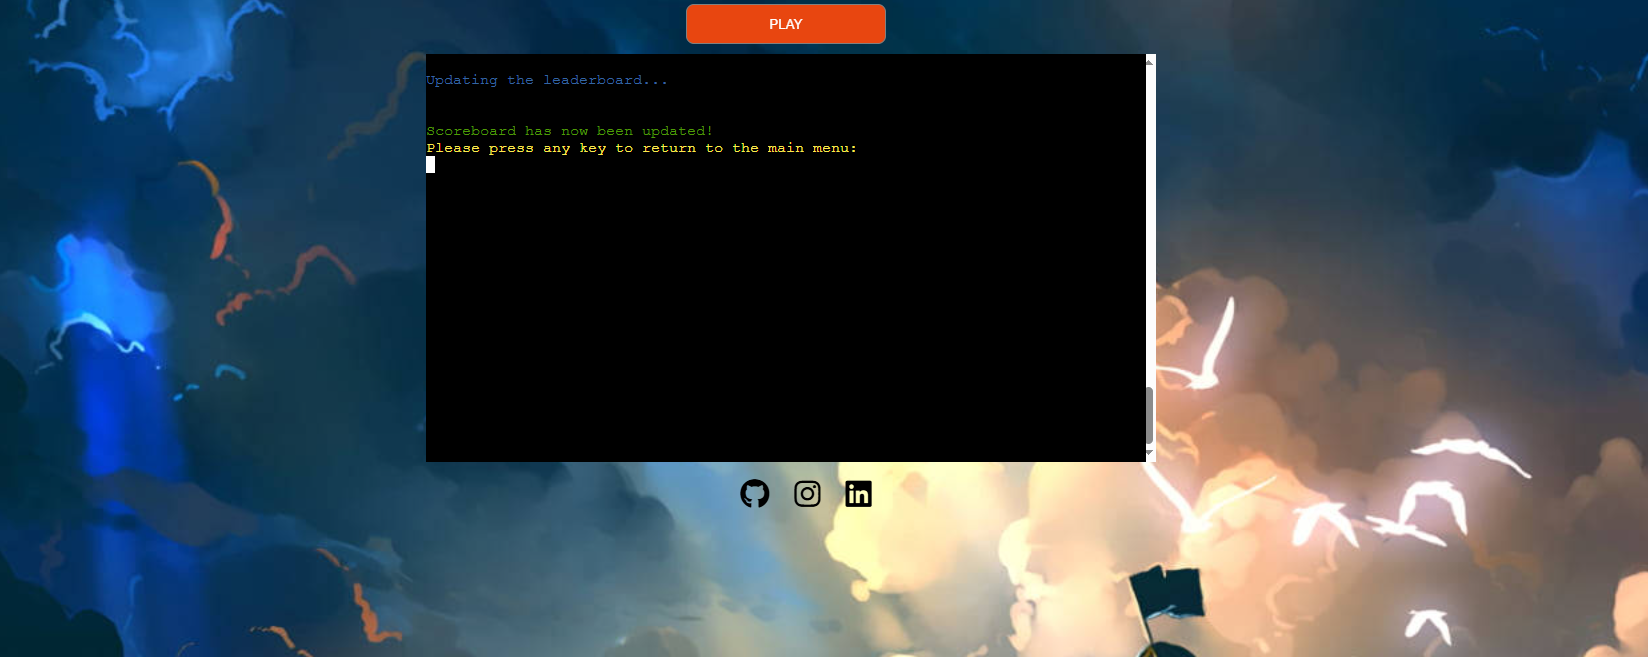 PLAY
Updating the leaderboard...
Scoreboard has now been updated!
Please press any key to return to the main menu: